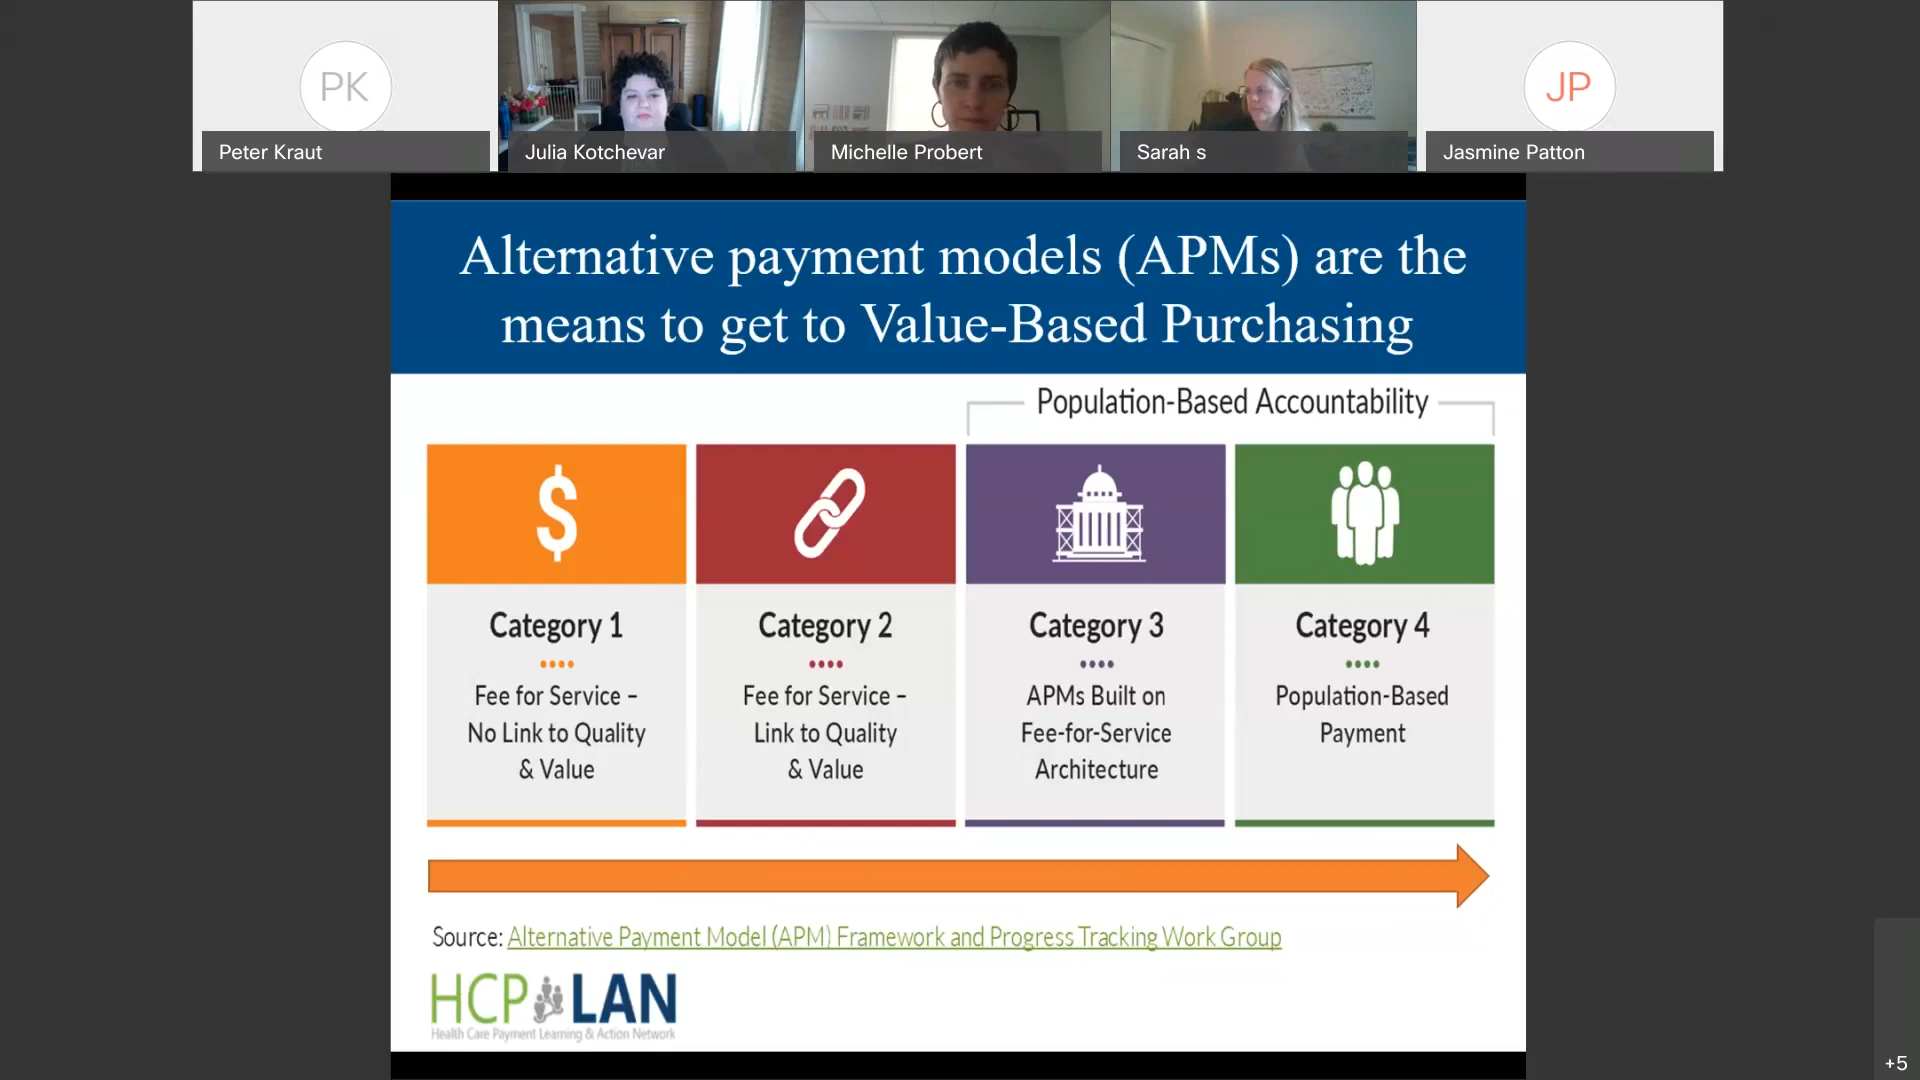 PK
JP
Peter Kraut
Julia Kotchevar
Michelle Probert
Sarah s
Jasmine Patton
Alternative payment models (APMs) are the
means to get to Value-Based Purchasing
Population-Based Accountability
$
Category 1
Fee for Service –
No Link to Quality
& Value
Category 2
Fee for Service –
Link to Quality
& Value
Category 3
APMs Built on
Fee-for-Service
Architecture
Category 4
Population-Based
Payment
Source: Alternative Payment Model (APM) Framework and Progress Tracking Work Group
HCP LAN
Health Care Payment Learning & Action Network
+5